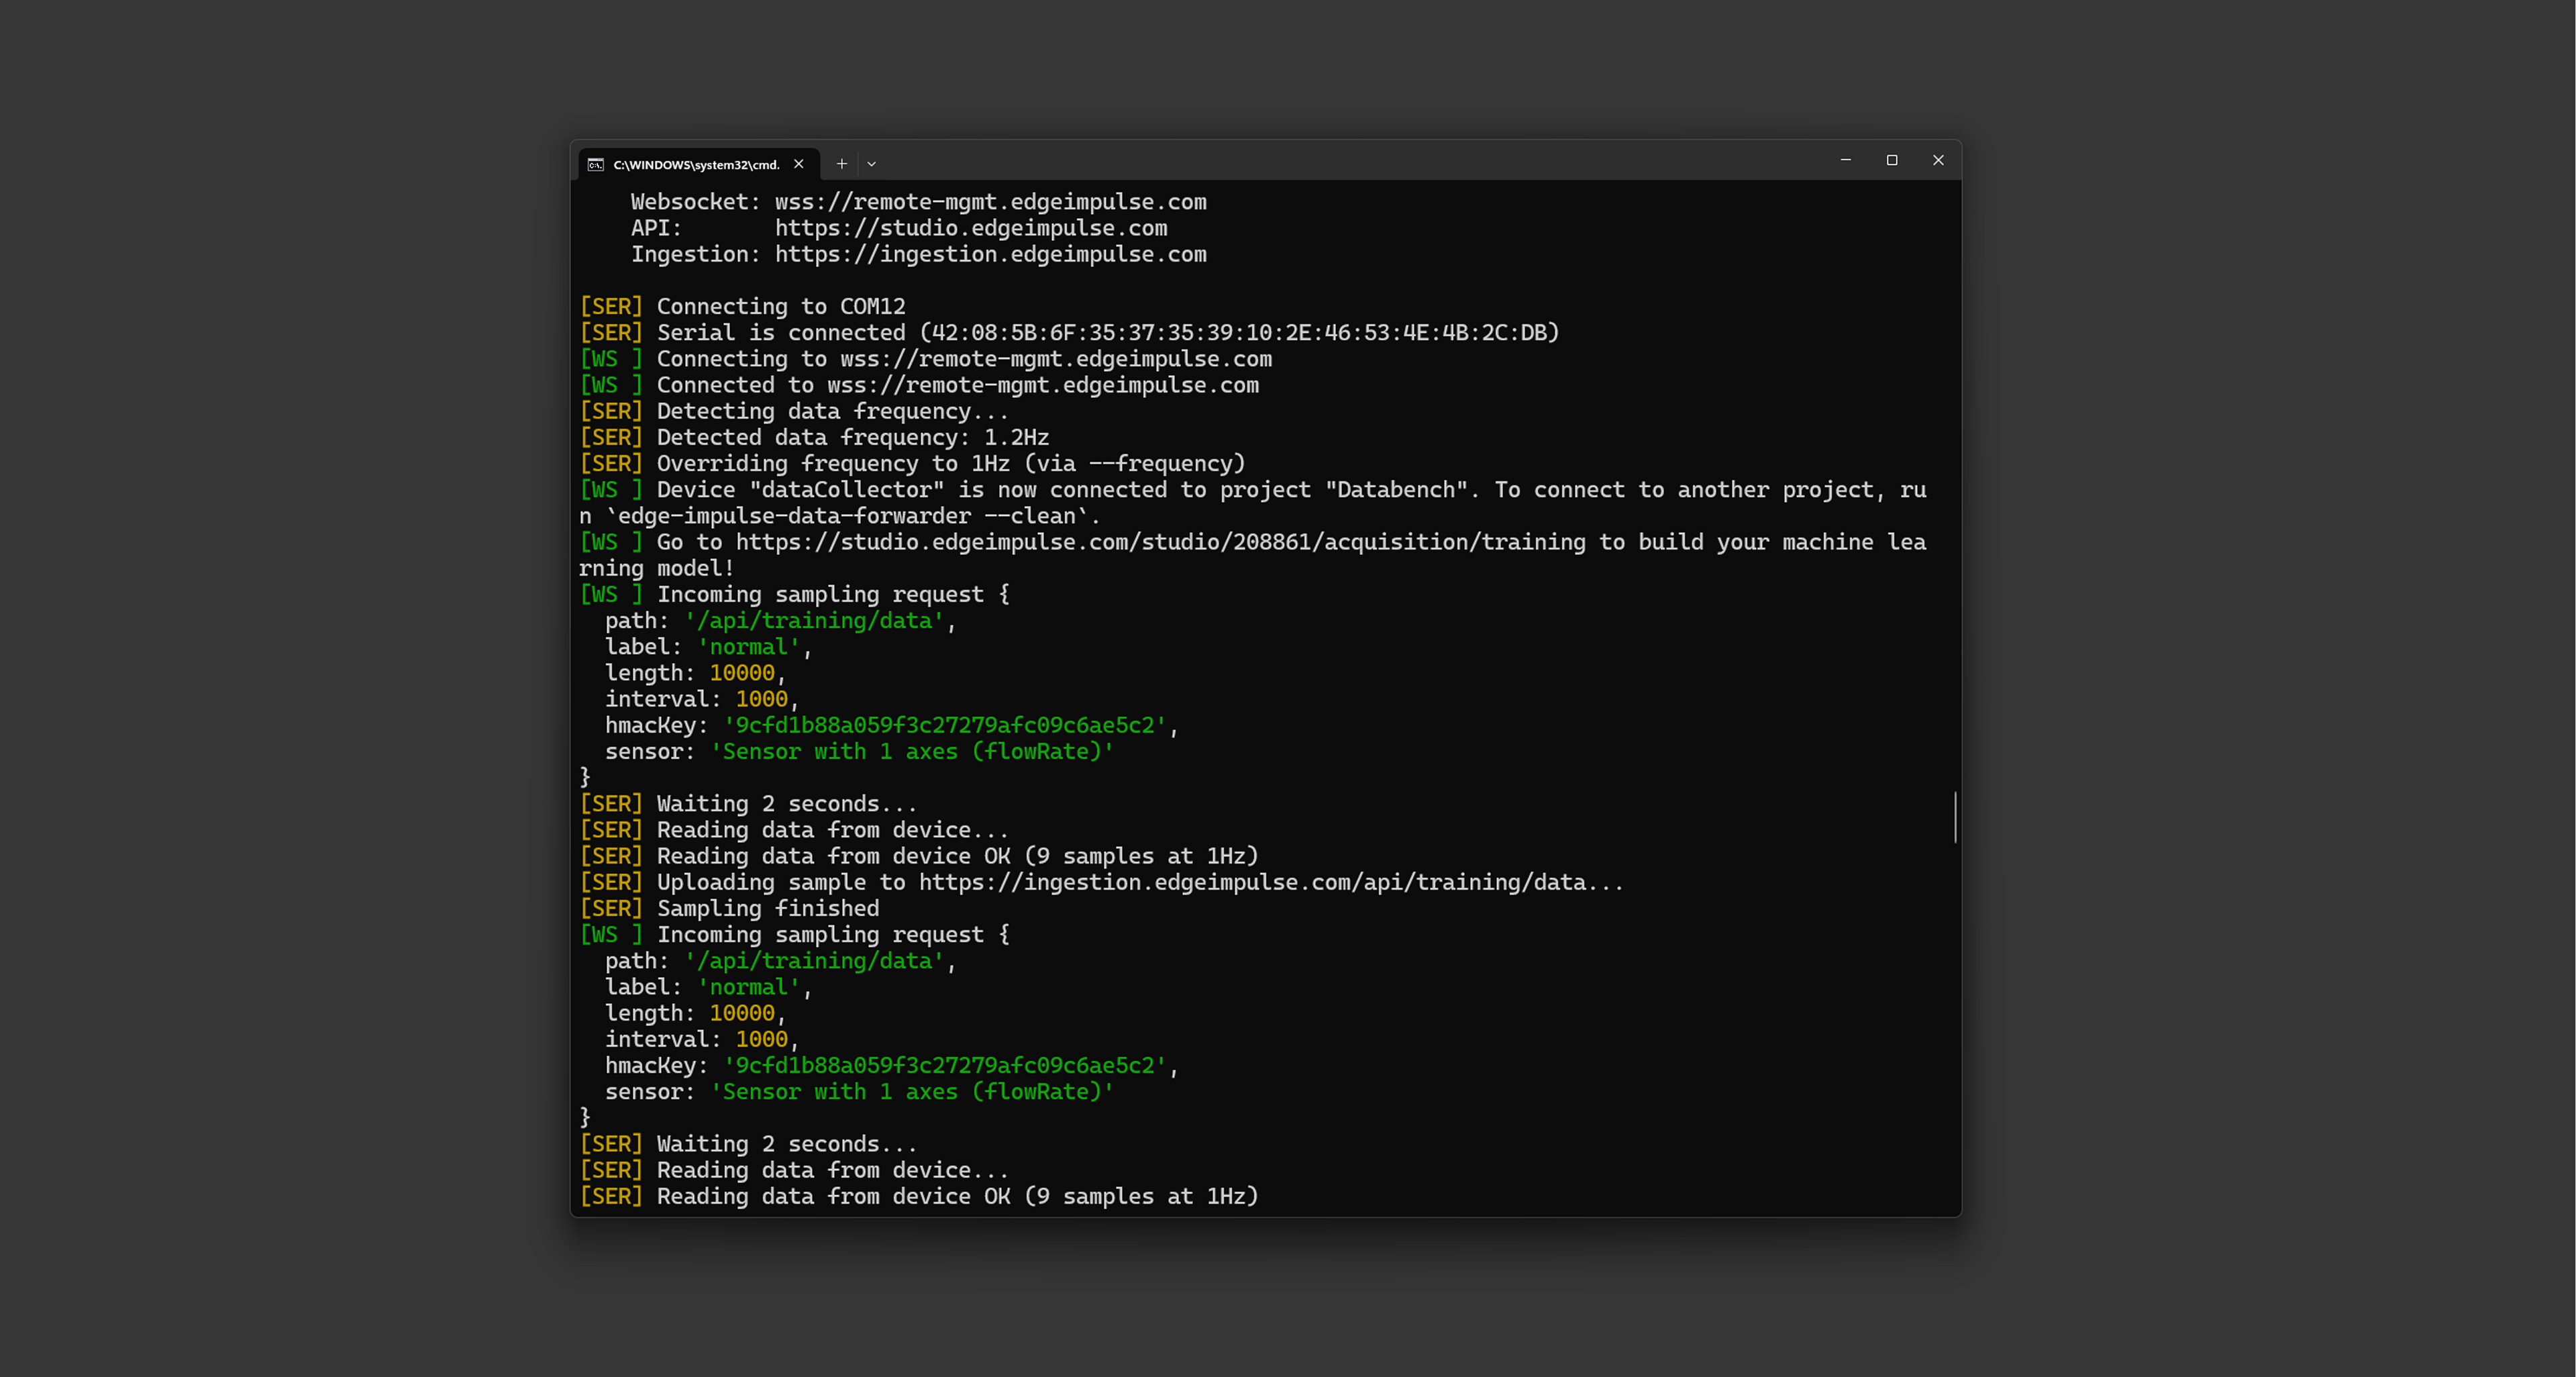 C:\WINDOWS\system32\cmd.
Websocket: wss://remote-mgmt.edgeimpulse.com
API: https://studio.edgeimpulse.com
Ingestion: https://ingestion.edgeimpulse.com
[SER] Connecting to COM12
[SER] Serial is connected (42:08:5B:6F:35:37:35:39:10:2E:46:53:4E:4B:2C:DB)
[WS ] Connecting to wss://remote-mgmt.edgeimpulse.com
[WS ] Connected to wss://remote-mgmt.edgeimpulse.com
[SER] Detecting data frequency...
[SER] Detected data frequency: 1.2Hz
[SER] Overriding frequency to 1Hz (via --frequency)
[WS ] Device "dataCollector" is now connected to project "Databench". To connect to another project, ru
n `edge-impulse-data-forwarder --clean`.
[WS ] Go to https://studio.edgeimpulse.com/studio/208861/acquisition/training to build your machine lea
rning model!
[WS ] Incoming sampling request {
path: '/api/training/data',
label: 'normal',
length: 10000,
interval: 1000,
hmacKey: '9cfd1b88a059f3c27279afc09c6ae5c2',
sensor: 'Sensor with 1 axes (flowRate)'
}
[SER] Waiting 2 seconds...
[SER] Reading data from device...
[SER] Reading data from device OK (9 samples at 1Hz)
[SER] Uploading sample to https://ingestion.edgeimpulse.com/api/training/data...
[SER] Sampling finished
[WS ] Incoming sampling request {
path: '/api/training/data',
label: 'normal',
length: 10000,
interval: 1000,
hmacKey: '9cfd1b88a059f3c27279afc09c6ae5c2',
sensor: 'Sensor with 1 axes (flowRate)'
}
[SER] Waiting 2 seconds...
[SER] Reading data from device...
[SER] Reading data from device OK (9 samples at 1Hz)